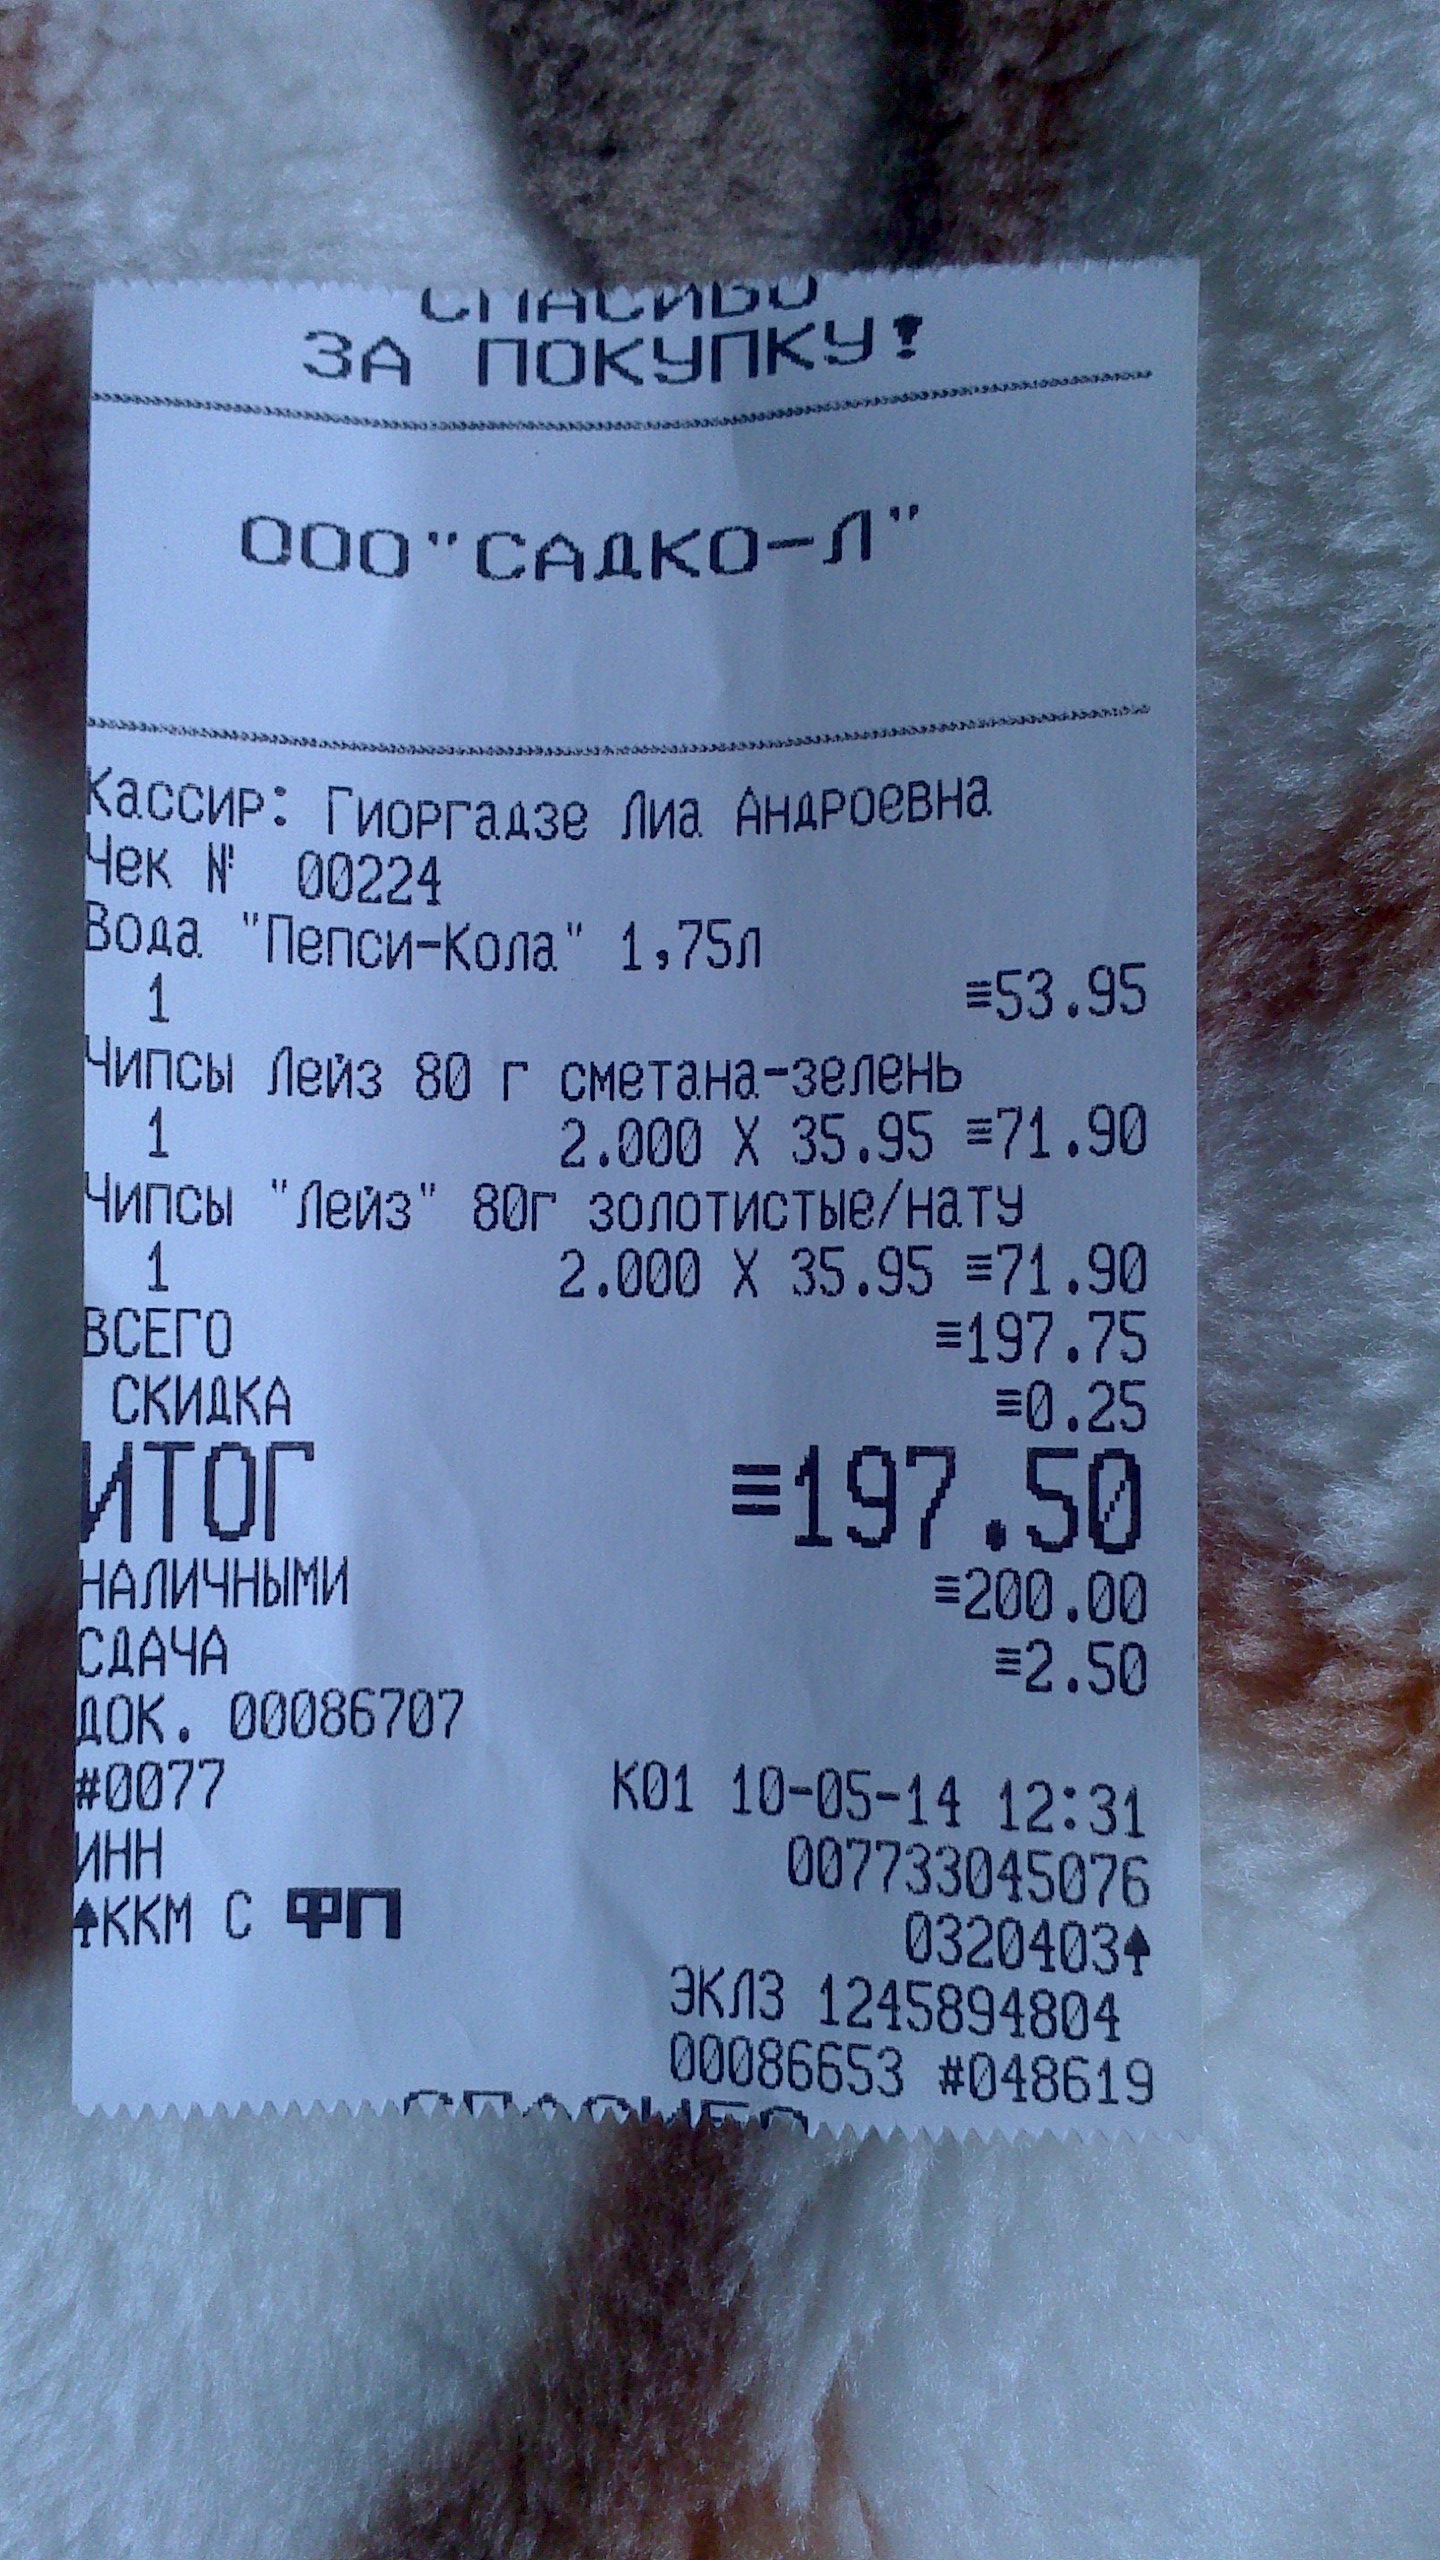 СПАСИБО
ЗА ПОКУПКУ!
ООО"САДКО-Л"
Кассир: Гиоргадзе Лиа Андроевна
Чек № 00224
Вода "Пепси-Кола" 1,75л
1 ≡53.95
Чипсы Лейз 80 г сметана-зелень
1 2.000 X 35.95 ≡71.90
Чипсы "Лейз" 80г золотистые/нату
1 2.000 X 35.95 ≡71.90
ВСЕГО ≡197.75
СКИДКА ≡0.25
ИТОГ ≡197.50
НАЛИЧНЫМИ ≡200.00
СДАЧА ≡2.50
ДОК. 00086707
#0077 К01 10-05-14 12:31
ИНН 007733045076
ККМ С ФП 0320403
ЭКЛЗ 1245894804
00086653 #048619
СПАСИБО